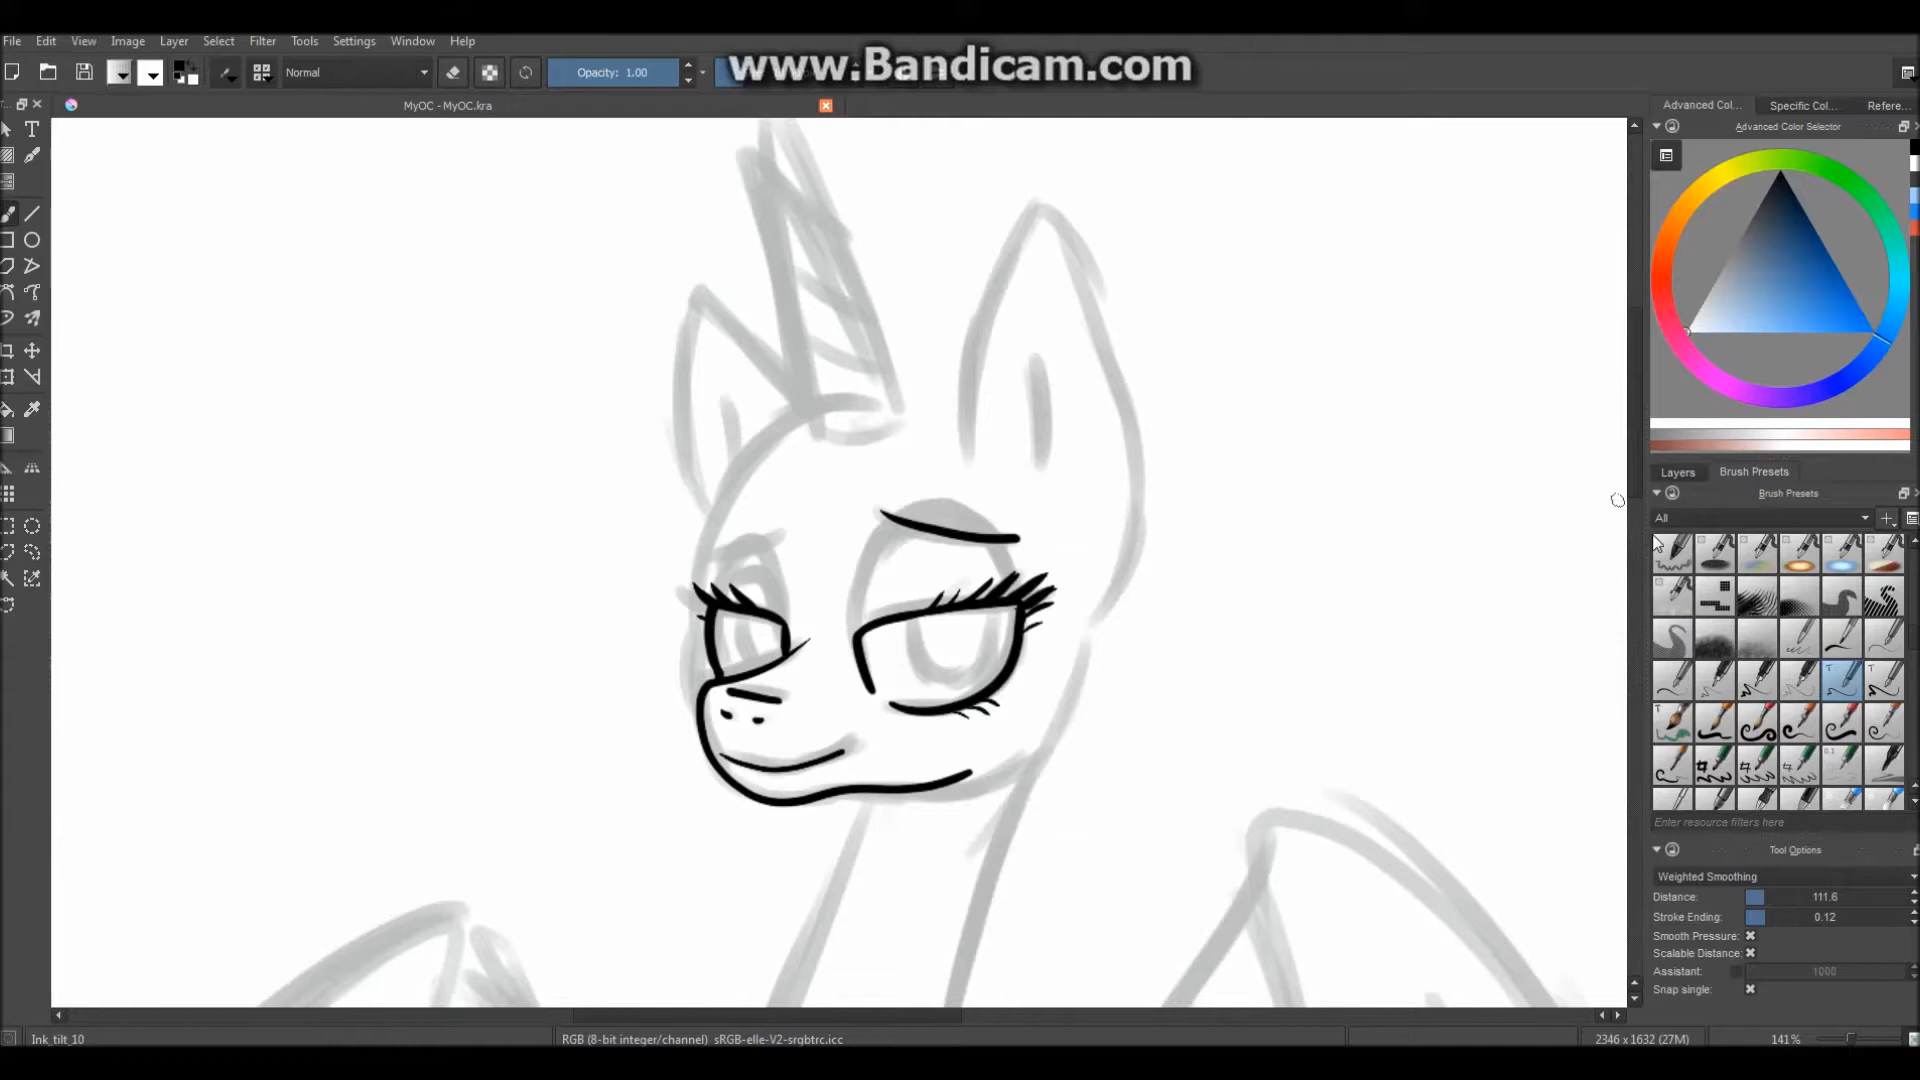 www.Bandicam.com
File Edit View Image Layer Select Filter Tools Settings Window Help
Normal Opacity: 1.00
MyOC - MyOC.kra
Advanced Col... Specific Col... Refere...
Advanced Color Selector
Layers Brush Presets
Brush Presets
All
Enter resource filters here
Tool Options
Weighted Smoothing
Distance: 111.6
Stroke Ending: 0.12
Smooth Pressure:
Scalable Distance:
Assistant: 1000
Snap single:
Ink_tilt_10 RGB (8-bit integer/channel) sRGB-elle-V2-srgbtrc.icc 2346 x 1632 (27M) 141%